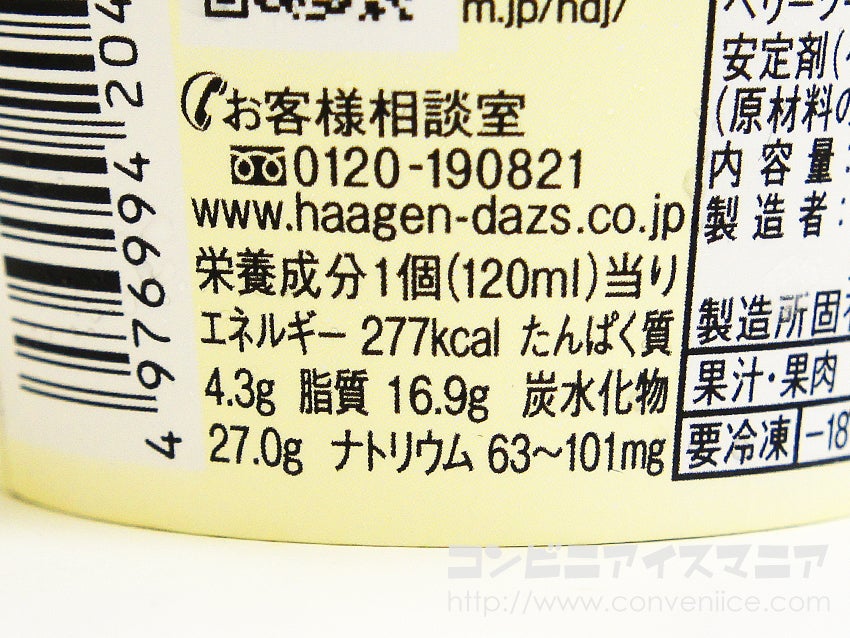 m.jp/hdj/
お客様相談室
0120-190821
www.haagen-dazs.co.jp
栄養成分1個(120ml)当り
エネルギー 277kcal たんぱく質
4.3g 脂質 16.9g 炭水化物
27.0g ナトリウム 63～101mg
安定剤(
(原材料の
内容量:
製造者:
製造所固
果汁・果肉
要冷凍 -18
4 976994 204
コンビニアイスマニア
http://www.conveniice.com/